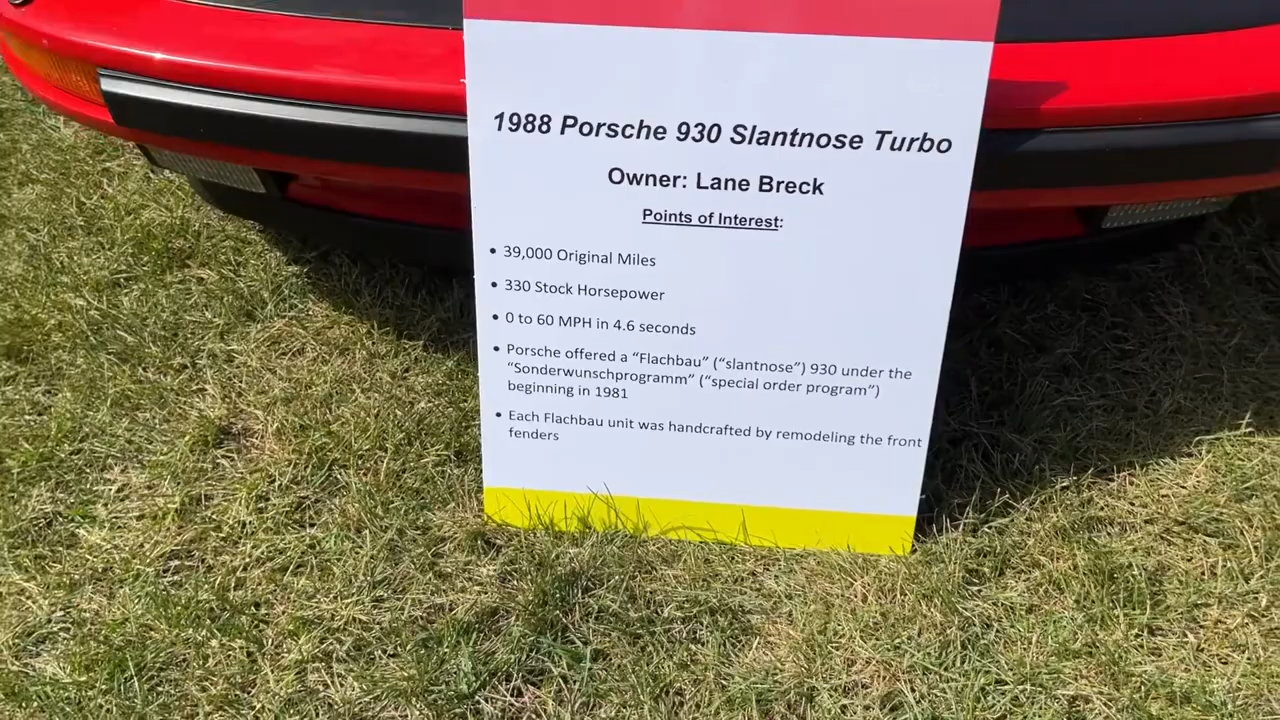 1988 Porsche 930 Slantnose Turbo
Owner: Lane Breck
Points of Interest:
• 39,000 Original Miles
• 330 Stock Horsepower
• 0 to 60 MPH in 4.6 seconds
• Porsche offered a “Flachbau” (“slantnose”) 930 under the
“Sonderwunschprogramm” (“special order program”)
beginning in 1981
• Each Flachbau unit was handcrafted by remodeling the front
fenders